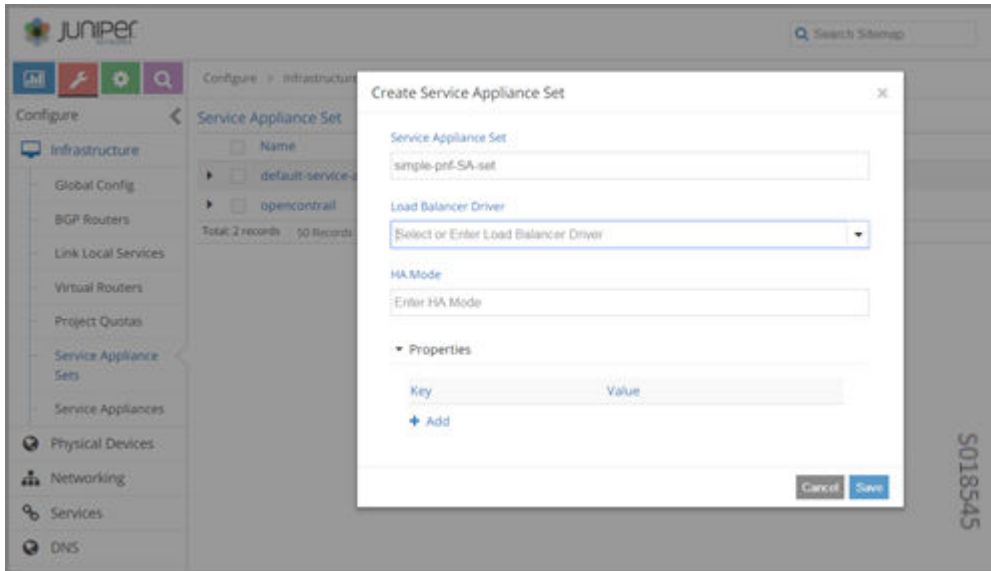 JUNIPER
NETWORKS
Search Sitemap
Configure > Infrastructure
Configure
Infrastructure
Global Config
BGP Routers
Link Local Services
Virtual Routers
Project Quotas
Service Appliance
Sets
Service Appliances
Physical Devices
Networking
Services
DNS
Service Appliance Set
Name
default-service-a
opencontrail
Total: 2 records 50 Records
Create Service Appliance Set
Service Appliance Set
simple-pnf-SA-set
Load Balancer Driver
Select or Enter Load Balancer Driver
HA Mode
Enter HA Mode
Properties
Key Value
Add
Cancel Save
S018545